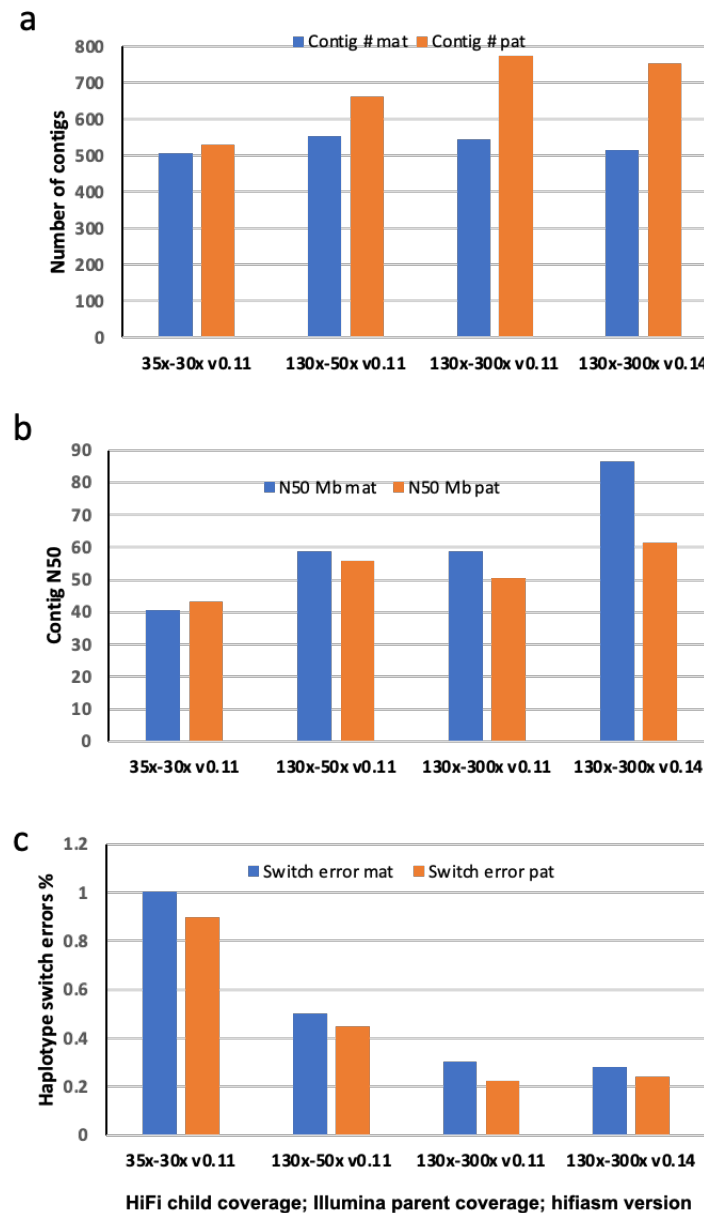 a
Contig # mat Contig # pat
Number of contigs
800
700
600
500
400
300
200
100
0
35x-30x v0.11 130x-50x v0.11 130x-300x v0.11 130x-300x v0.14
b
N50 Mb mat N50 Mb pat
Contig N50
90
80
70
60
50
40
30
20
10
0
35x-30x v0.11 130x-50x v0.11 130x-300x v0.11 130x-300x v0.14
c
Switch error mat Switch error pat
Haplotype switch errors %
1.2
1
0.8
0.6
0.4
0.2
0
35x-30x v0.11 130x-50x v0.11 130x-300x v0.11 130x-300x v0.14
HiFi child coverage; Illumina parent coverage; hifiasm version